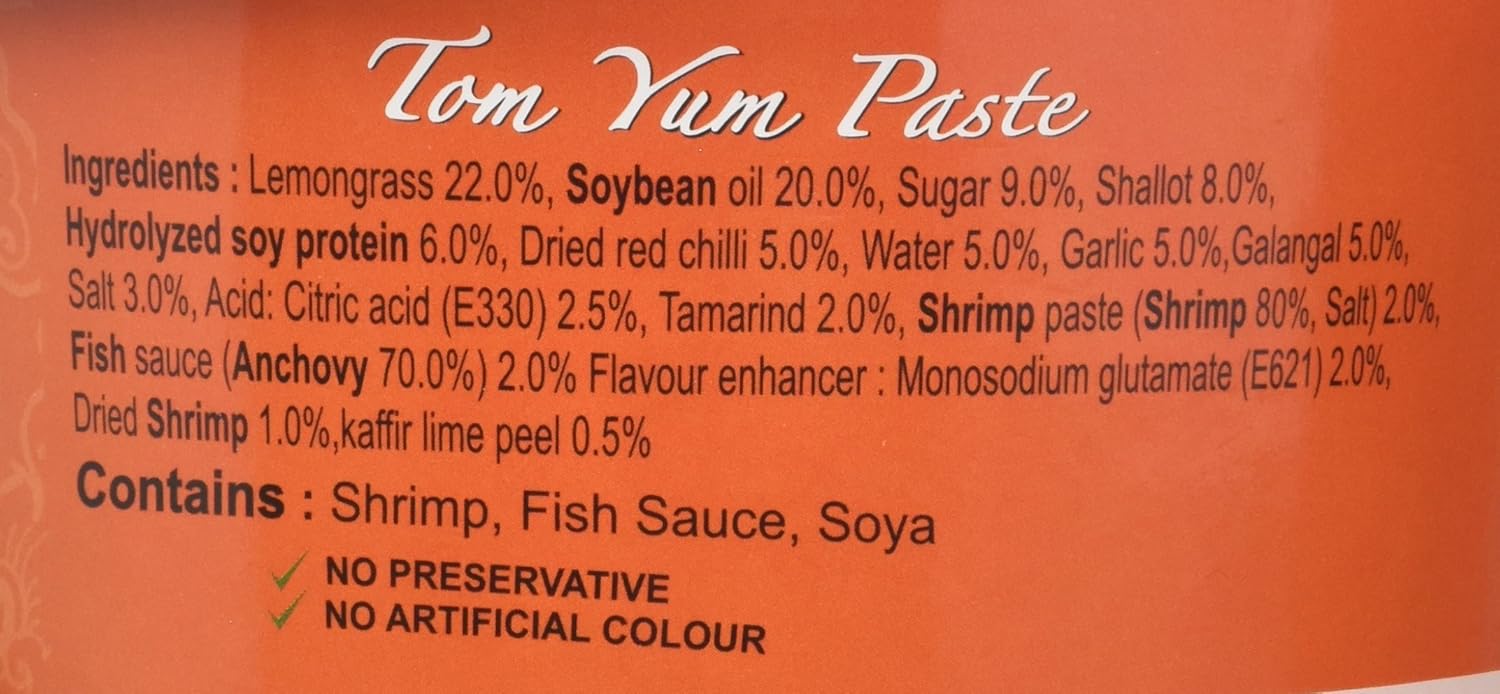 Tom Yum Paste
Ingredients : Lemongrass 22.0%, Soybean oil 20.0%, Sugar 9.0%, Shallot 8.0%,
Hydrolyzed soy protein 6.0%, Dried red chilli 5.0%, Water 5.0%, Garlic 5.0%,Galangal 5.0%,
Salt 3.0%, Acid: Citric acid (E330) 2.5%, Tamarind 2.0%, Shrimp paste (Shrimp 80%, Salt) 2.0%,
Fish sauce (Anchovy 70.0%) 2.0% Flavour enhancer : Monosodium glutamate (E621) 2.0%,
Dried Shrimp 1.0%,kaffir lime peel 0.5%
Contains : Shrimp, Fish Sauce, Soya
NO PRESERVATIVE
NO ARTIFICIAL COLOUR